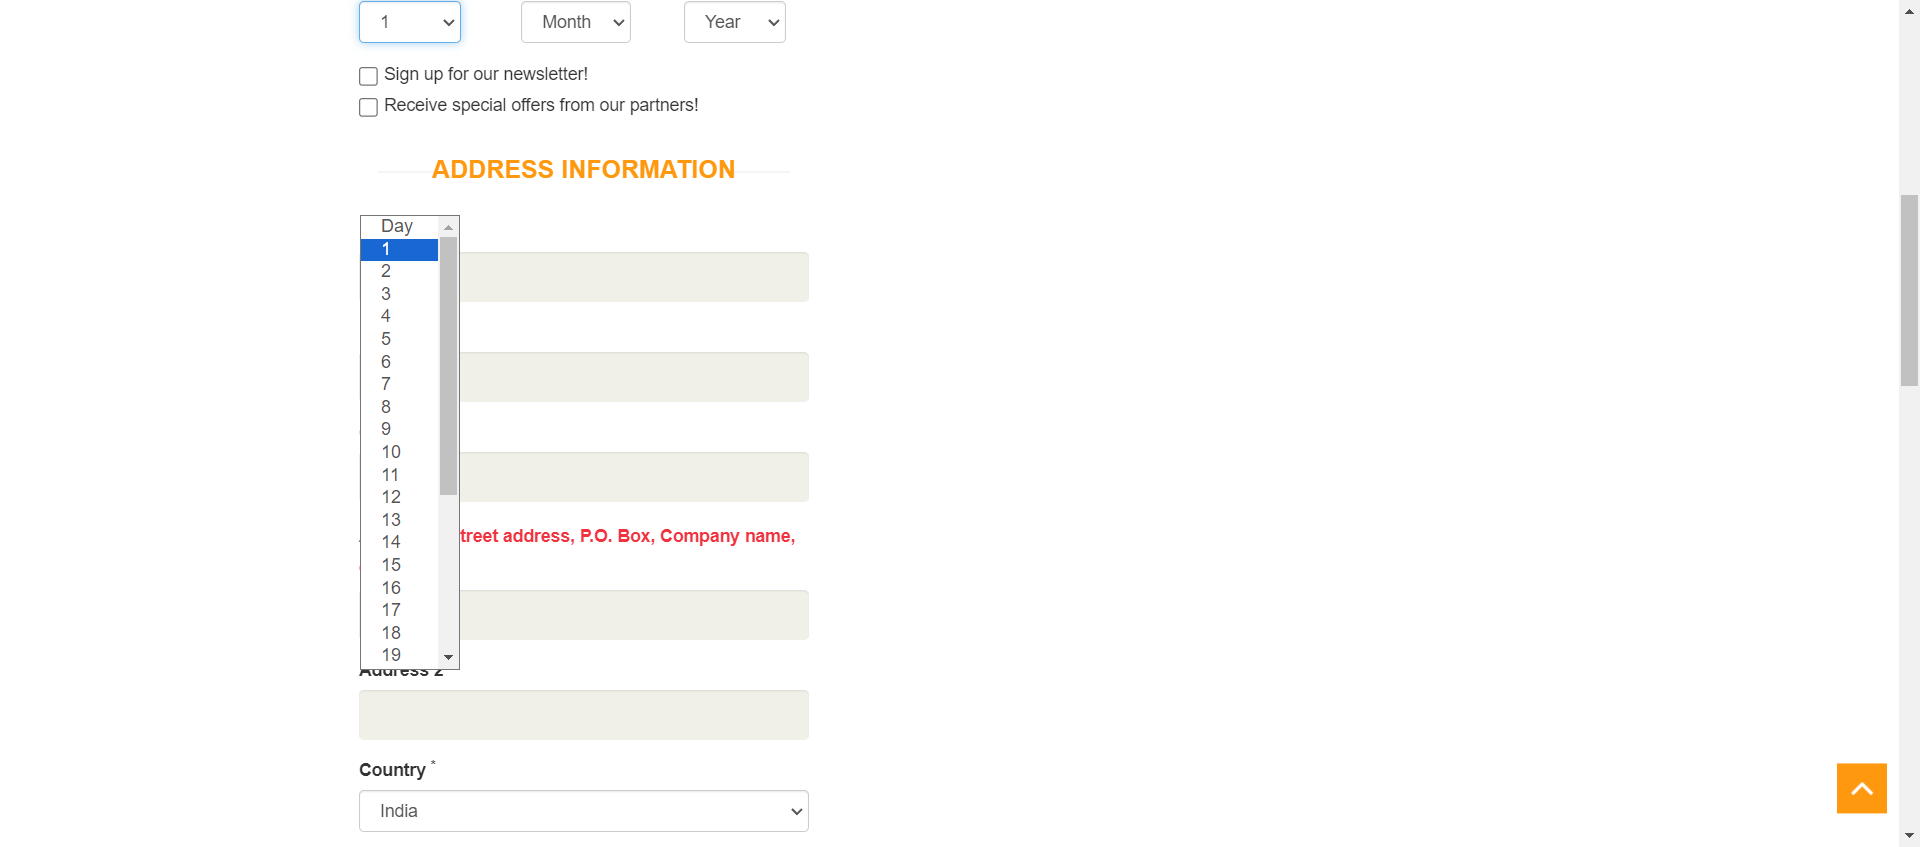 1 Month Year
Sign up for our newsletter!
Receive special offers from our partners!
ADDRESS INFORMATION
Day
1
2
3
4
5
6
7
8
9
10
11
12
13
14
15
16
17
18
19
treet address, P.O. Box, Company name,
Address 2
Country *
India